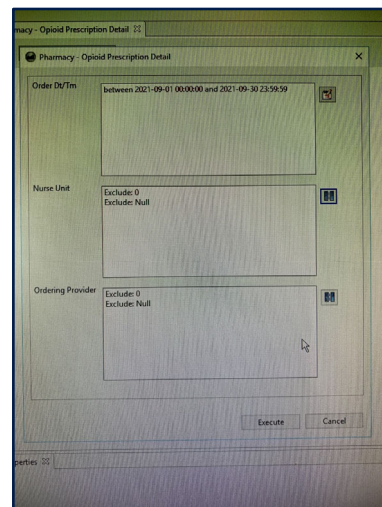 macy - Opioid Prescription Detail
Pharmacy - Opioid Prescription Detail
Order Dt/Tm
between 2021-09-01 00:00:00 and 2021-09-30 23:59:59
Nurse Unit
Exclude: 0
Exclude: Null
Ordering Provider
Exclude: 0
Exclude: Null
Execute
Cancel
perties